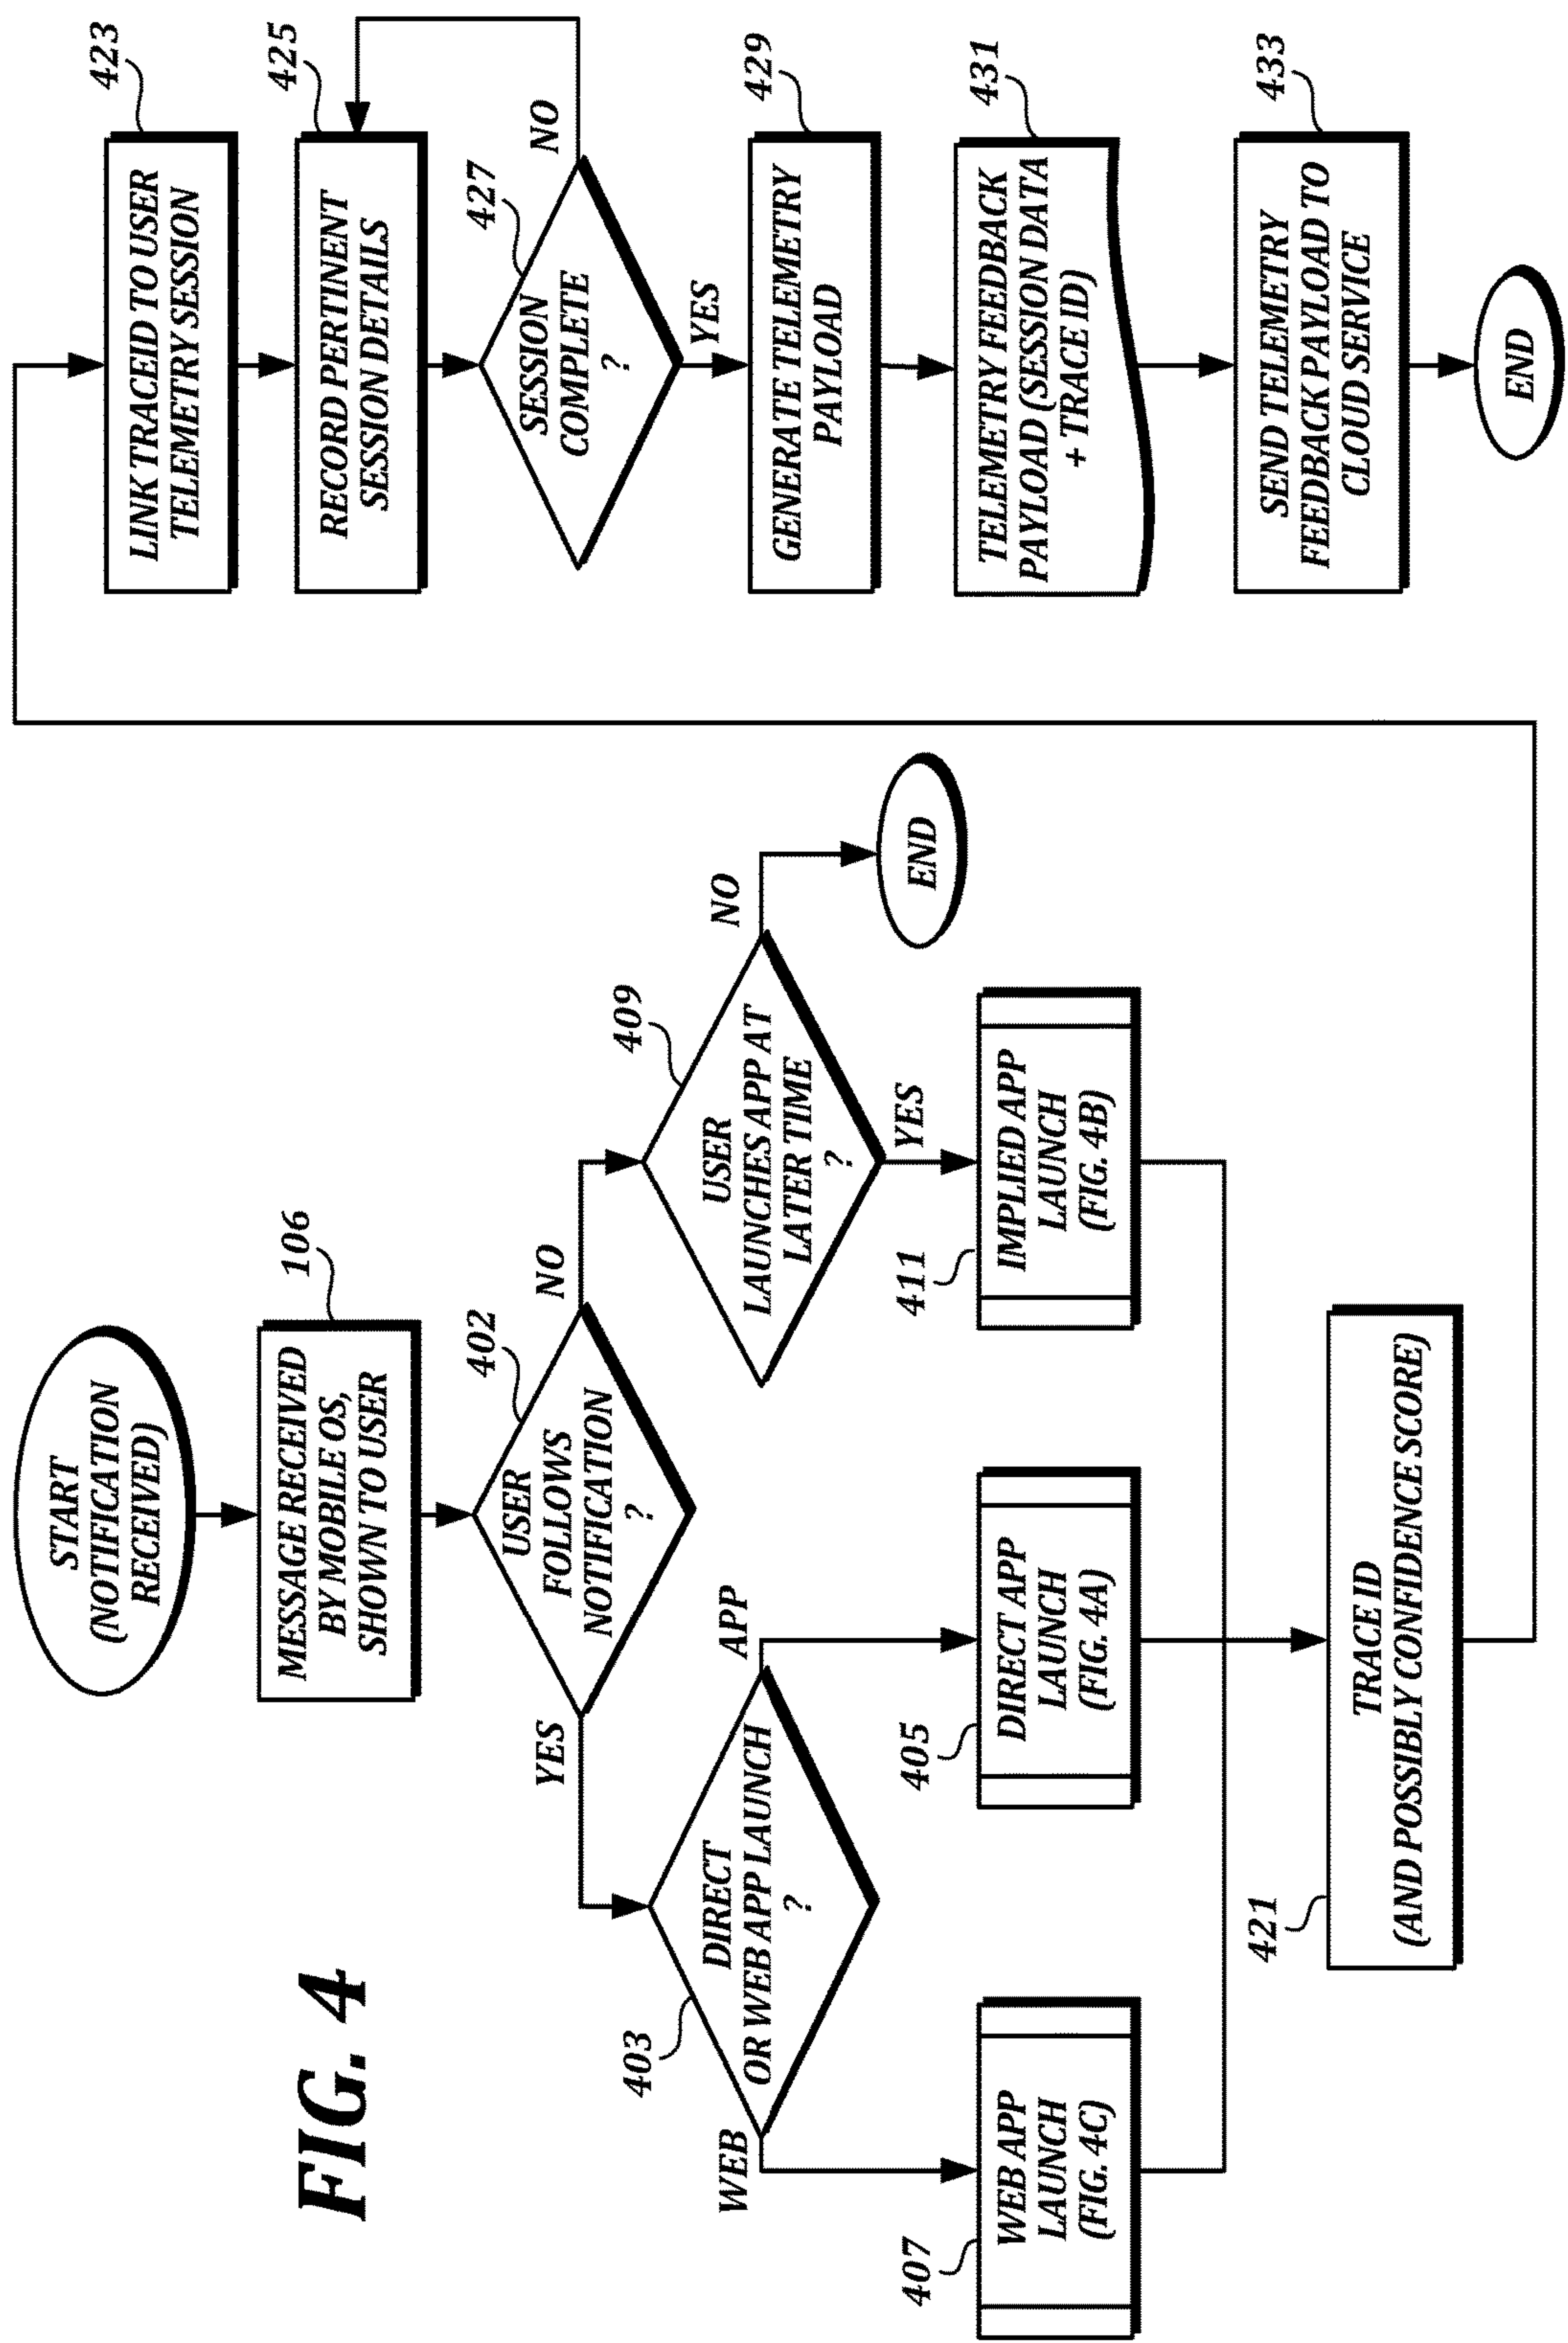 FIG. 4
START
(NOTIFICATION
RECEIVED)
106
MESSAGE RECEIVED
BY MOBILE OS,
SHOWN TO USER
402
USER
FOLLOWS
NOTIFICATION
?
YES
NO
403
DIRECT
OR WEB APP LAUNCH
?
WEB
APP
409
USER
LAUNCHES APP AT
LATER TIME
?
NO
YES
END
407
WEB APP
LAUNCH
(FIG. 4C)
405
DIRECT APP
LAUNCH
(FIG. 4A)
411
IMPLIED APP
LAUNCH
(FIG. 4B)
421
TRACE ID
(AND POSSIBLY CONFIDENCE SCORE)
423
LINK TRACEID TO USER
TELEMETRY SESSION
425
RECORD PERTINENT
SESSION DETAILS
427
SESSION
COMPLETE
?
NO
YES
429
GENERATE TELEMETRY
PAYLOAD
431
TELEMETRY FEEDBACK
PAYLOAD (SESSION DATA
+ TRACE ID)
433
SEND TELEMETRY
FEEDBACK PAYLOAD TO
CLOUD SERVICE
END